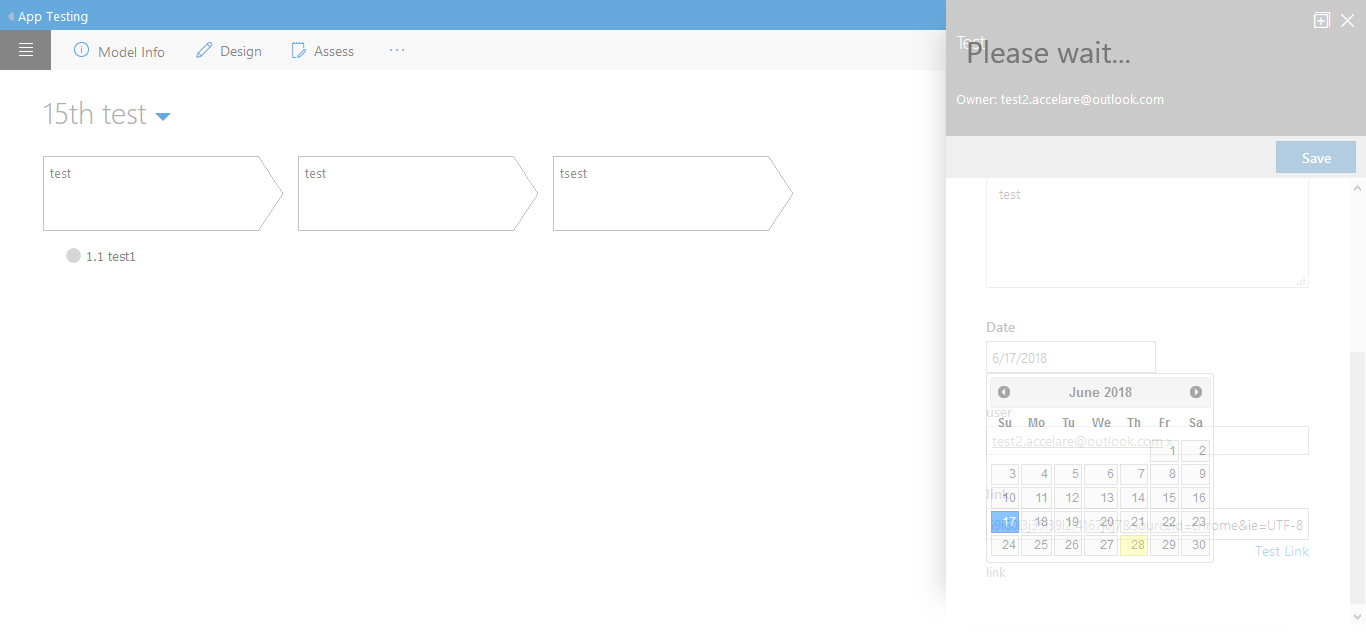 App Testing
Model Info
Design
Assess
···
15th test
test
test
tsest
1.1 test1
Test
Please wait...
Owner: test2.accelare@outlook.com
Save
test
Date
6/17/2018
June 2018
user
Su Mo Tu We Th Fr Sa
test2.accelare@outlook.com x
1 2
3 4 5 6 7 8 9
link
10 11 12 13 14 15 16
17 18 19 20 21 22 23
rome&ie=UTF-8
24 25 26 27 28 29 30
Test Link
link